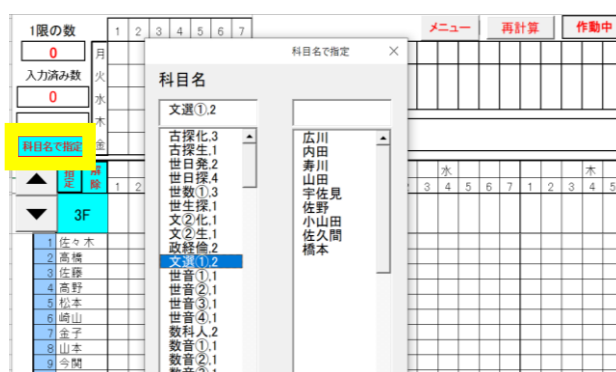 1限の数
1 2 3 4 5 6 7
メニュー 再計算 作動中
0
月
科目名で指定 ×
入力済み数
火
科目名
0
水
文選①.2
木
科目名で指定
金
古探化.3
古探生.1
世日発.2
世日探.4
世数①.3
世生探.1
文②化.1
文②生.1
政経倫.2
文選①.2
世音①.1
世音②.1
世音③.1
世音④.1
数科人.2
数音①.1
数音②.1
広川
内田
寿川
山田
宇佐見
佐野
小山田
佐久間
橋本
▲ 指定 解除 1 2
水 木
3 4 5 6 7 1 2 3 4 5
▼ 3F
1 佐々木
2 高橋
3 佐藤
4 高野
5 松本
6 崎山
7 金子
8 山本
9 今関